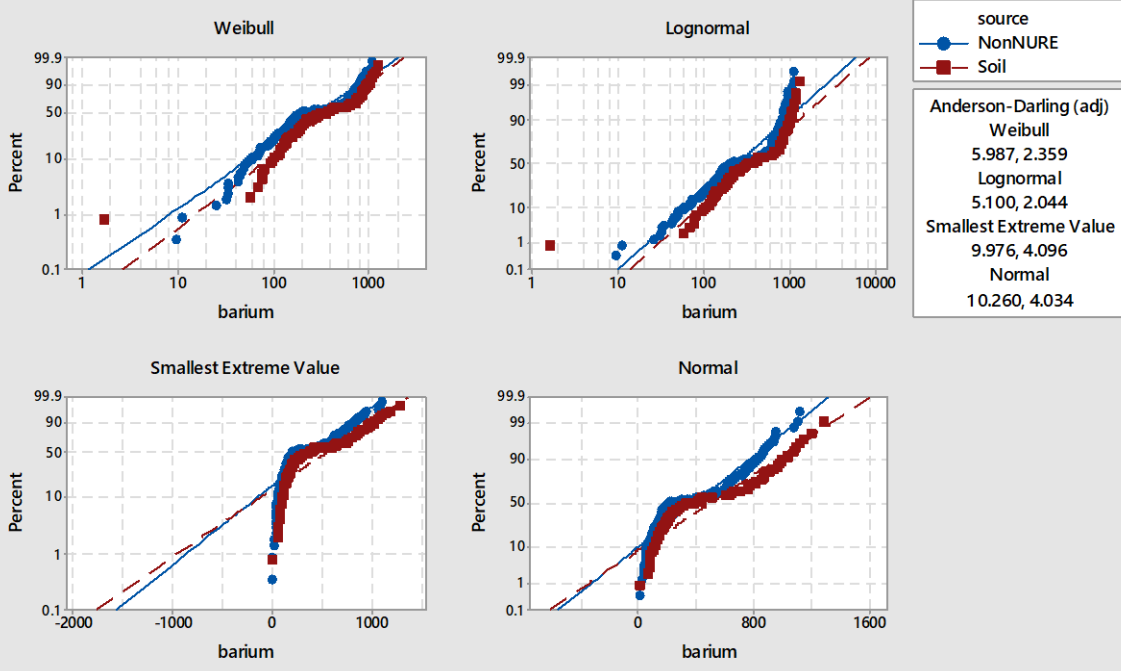 Weibull
99.9
90
50
10
1
0.1
Percent
1 10 100 1000
barium
Lognormal
99.9
99
90
50
10
1
0.1
Percent
1 10 100 1000 10000
barium
source
NonNURE
Soil
Anderson-Darling (adj)
Weibull
5.987, 2.359
Lognormal
5.100, 2.044
Smallest Extreme Value
9.976, 4.096
Normal
10.260, 4.034
Smallest Extreme Value
99.9
90
50
10
1
0.1
Percent
-2000 -1000 0 1000
barium
Normal
99.9
99
90
50
10
1
0.1
Percent
0 800 1600
barium